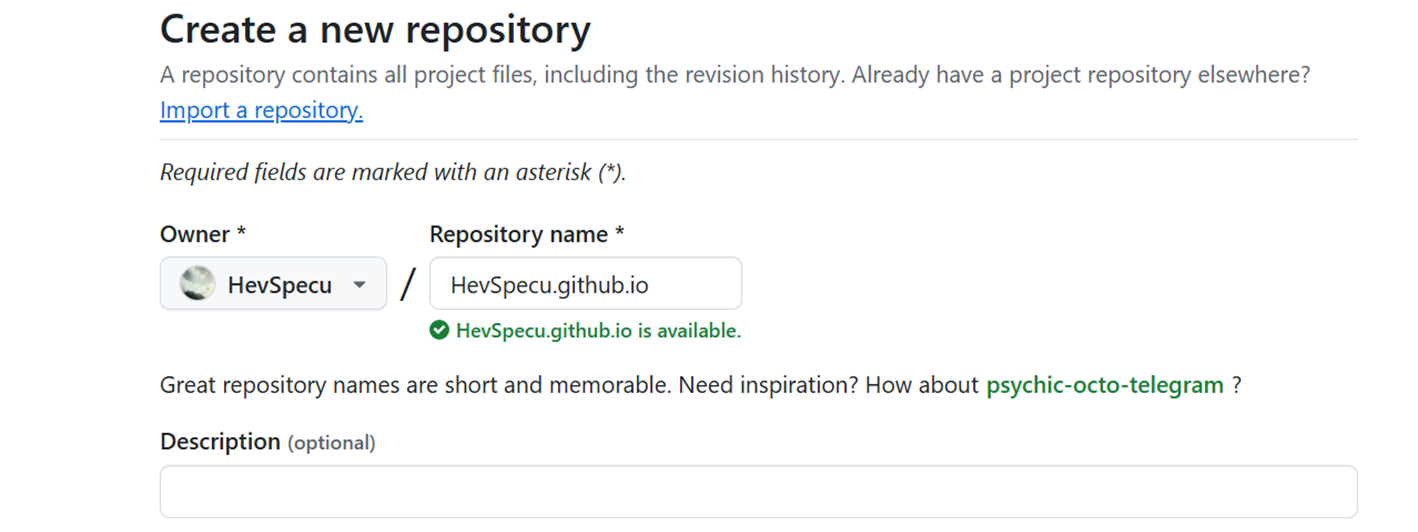 Create a new repository
A repository contains all project files, including the revision history. Already have a project repository elsewhere?
Import a repository.
Required fields are marked with an asterisk (*).
Owner * Repository name *
HevSpecu / HevSpecu.github.io
HevSpecu.github.io is available.
Great repository names are short and memorable. Need inspiration? How about psychic-octo-telegram ?
Description (optional)